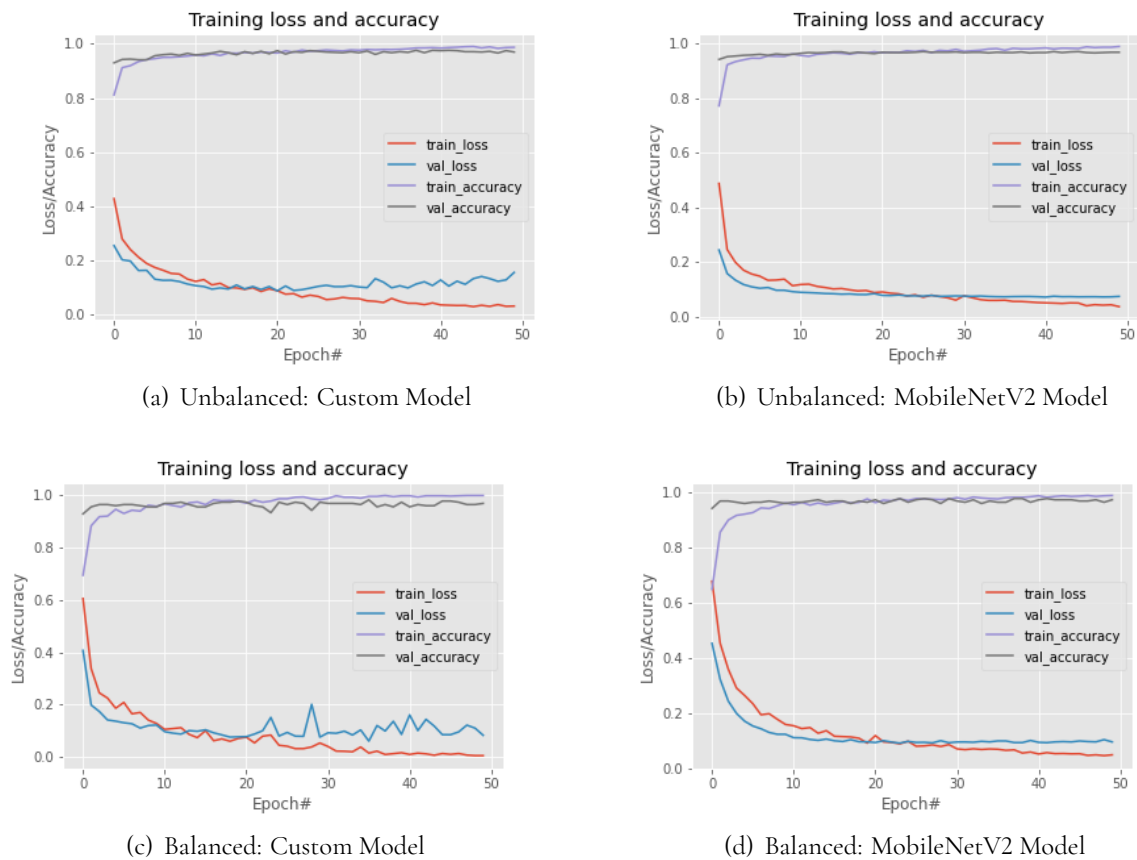 Training loss and accuracy
1.0
0.8
0.6
0.4
0.2
0.0
Loss/Accuracy
train_loss
val_loss
train_accuracy
val_accuracy
0 10 20 30 40 50
Epoch#
(a) Unbalanced: Custom Model
Training loss and accuracy
1.0
0.8
0.6
0.4
0.2
0.0
Loss/Accuracy
train_loss
val_loss
train_accuracy
val_accuracy
0 10 20 30 40 50
Epoch#
(b) Unbalanced: MobileNetV2 Model
Training loss and accuracy
1.0
0.8
0.6
0.4
0.2
0.0
Loss/Accuracy
train_loss
val_loss
train_accuracy
val_accuracy
0 10 20 30 40 50
Epoch#
(c) Balanced: Custom Model
Training loss and accuracy
1.0
0.8
0.6
0.4
0.2
0.0
Loss/Accuracy
train_loss
val_loss
train_accuracy
val_accuracy
0 10 20 30 40 50
Epoch#
(d) Balanced: MobileNetV2 Model